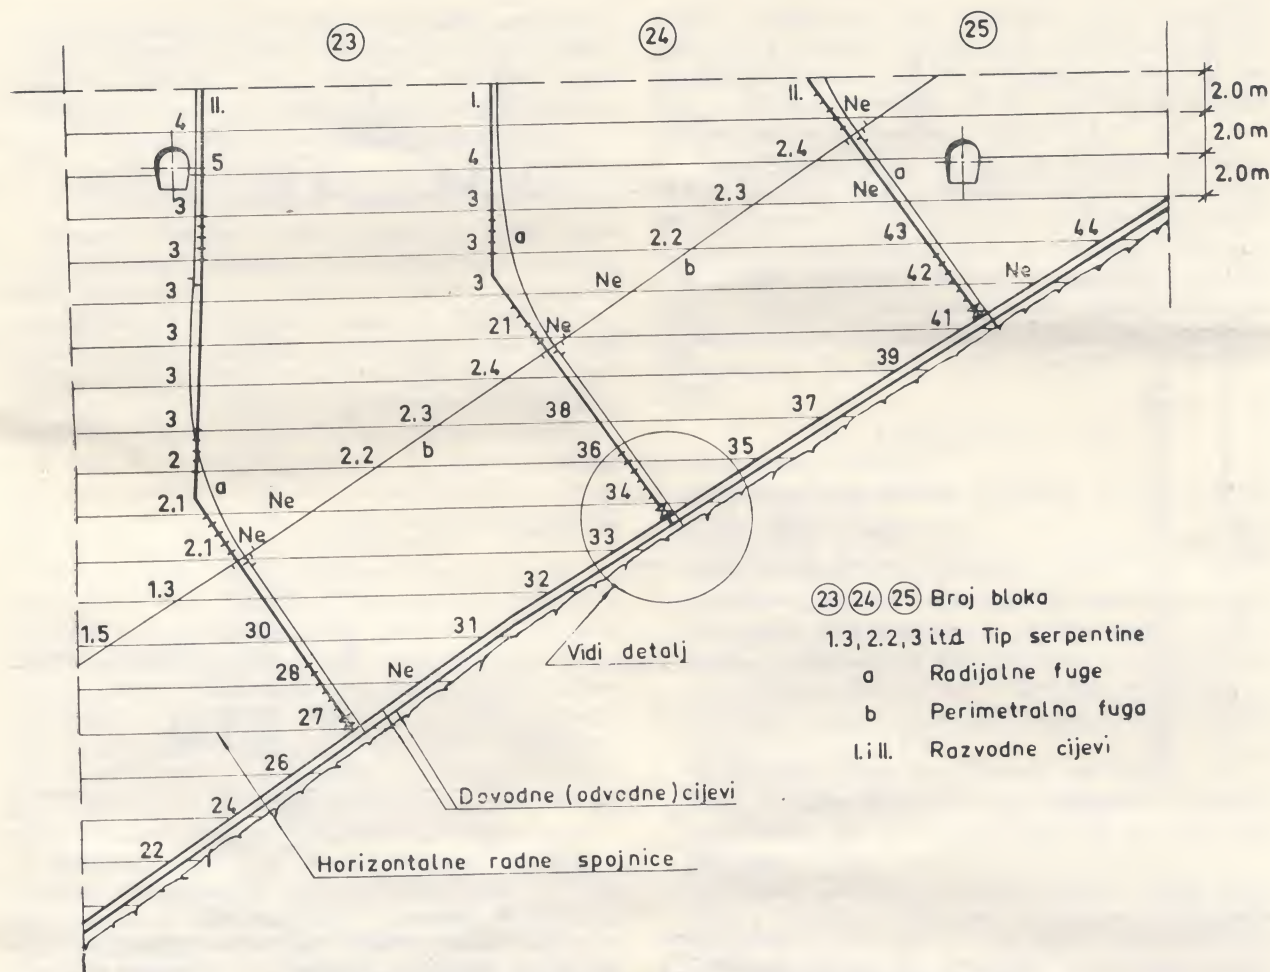 23 24 25
II. I. II. Ne 2.0 m
4 2.4 2.0 m
5 4 a 2.0 m
3 3 2.3 Ne
3 3 a 2.2 43 44
3 3 Ne b 42 Ne
3 21 Ne 41
3 2.4 39
3 2.3 38 37
2 2.2 b 36 35
2.1 a Ne 34
2.1 Ne 33
1.3 32
1.5 30 31
28 Ne
27
26
24
22
Vidi detalj
Dovodne (odvodne) cijevi
Horizontalne radne spojnice
23 24 25 Broj bloka
1.3, 2.2, 3 i.t.d. Tip serpentine
a Radijalne fuge
b Perimetralna fuga
I. i II. Razvodne cijevi